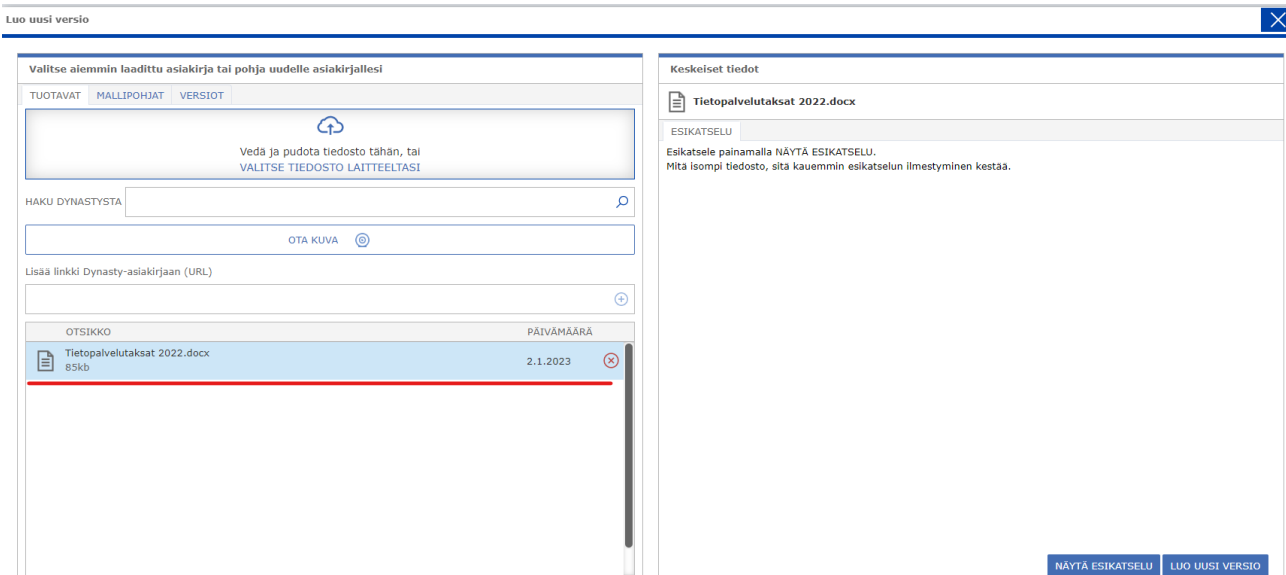 Luo uusi versio
Valitse aiemmin laadittu asiakirja tai pohja uudelle asiakirjallesi
TUOTAVAT MALLIPOHJAT VERSIOT
Vedä ja pudota tiedosto tähän, tai
VALITSE TIEDOSTO LAITTEELTASI
HAKU DYNASTYSTA
OTA KUVA
Lisää linkki Dynasty-asiakirjaan (URL)
OTSIKKO PÄIVÄMÄÄRÄ
Tietopalvelutaksat 2022.docx
85kb
2.1.2023
Keskeiset tiedot
Tietopalvelutaksat 2022.docx
ESIKATSELU
Esikatsele painamalla NÄYTÄ ESIKATSELU.
Mitä isompi tiedosto, sitä kauemmin esikatselun ilmestyminen kestää.
NÄYTÄ ESIKATSELU LUO UUSI VERSIO